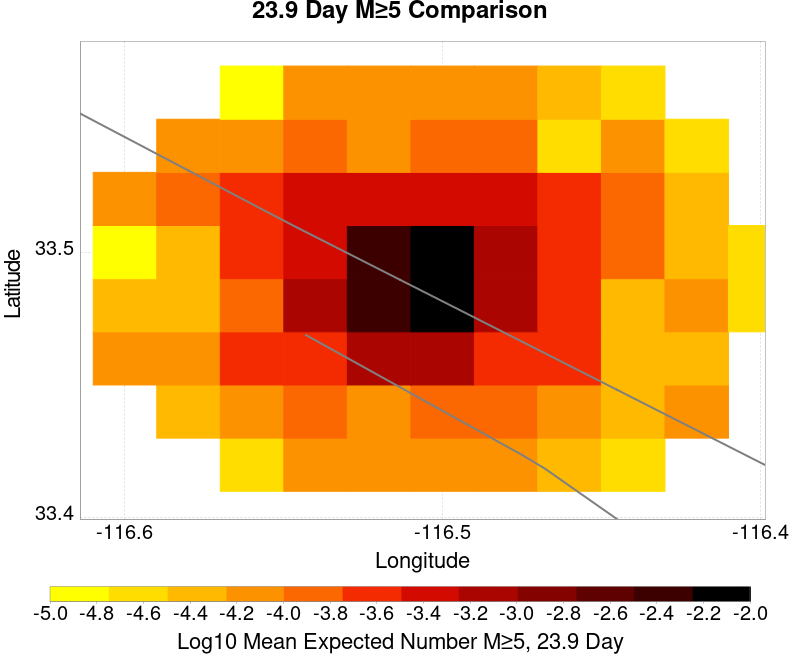 23.9 Day M≥5 Comparison
Latitude
33.5
33.4
-116.6 -116.5 -116.4
Longitude
-5.0 -4.8 -4.6 -4.4 -4.2 -4.0 -3.8 -3.6 -3.4 -3.2 -3.0 -2.8 -2.6 -2.4 -2.2 -2.0
Log10 Mean Expected Number M≥5, 23.9 Day